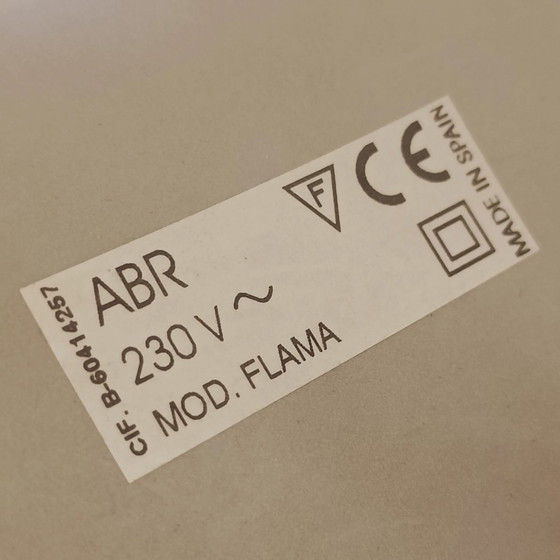 ABR
230 V ~
MOD. FLAMA
CIF. B-60414257
F
CE
MADE IN SPAIN